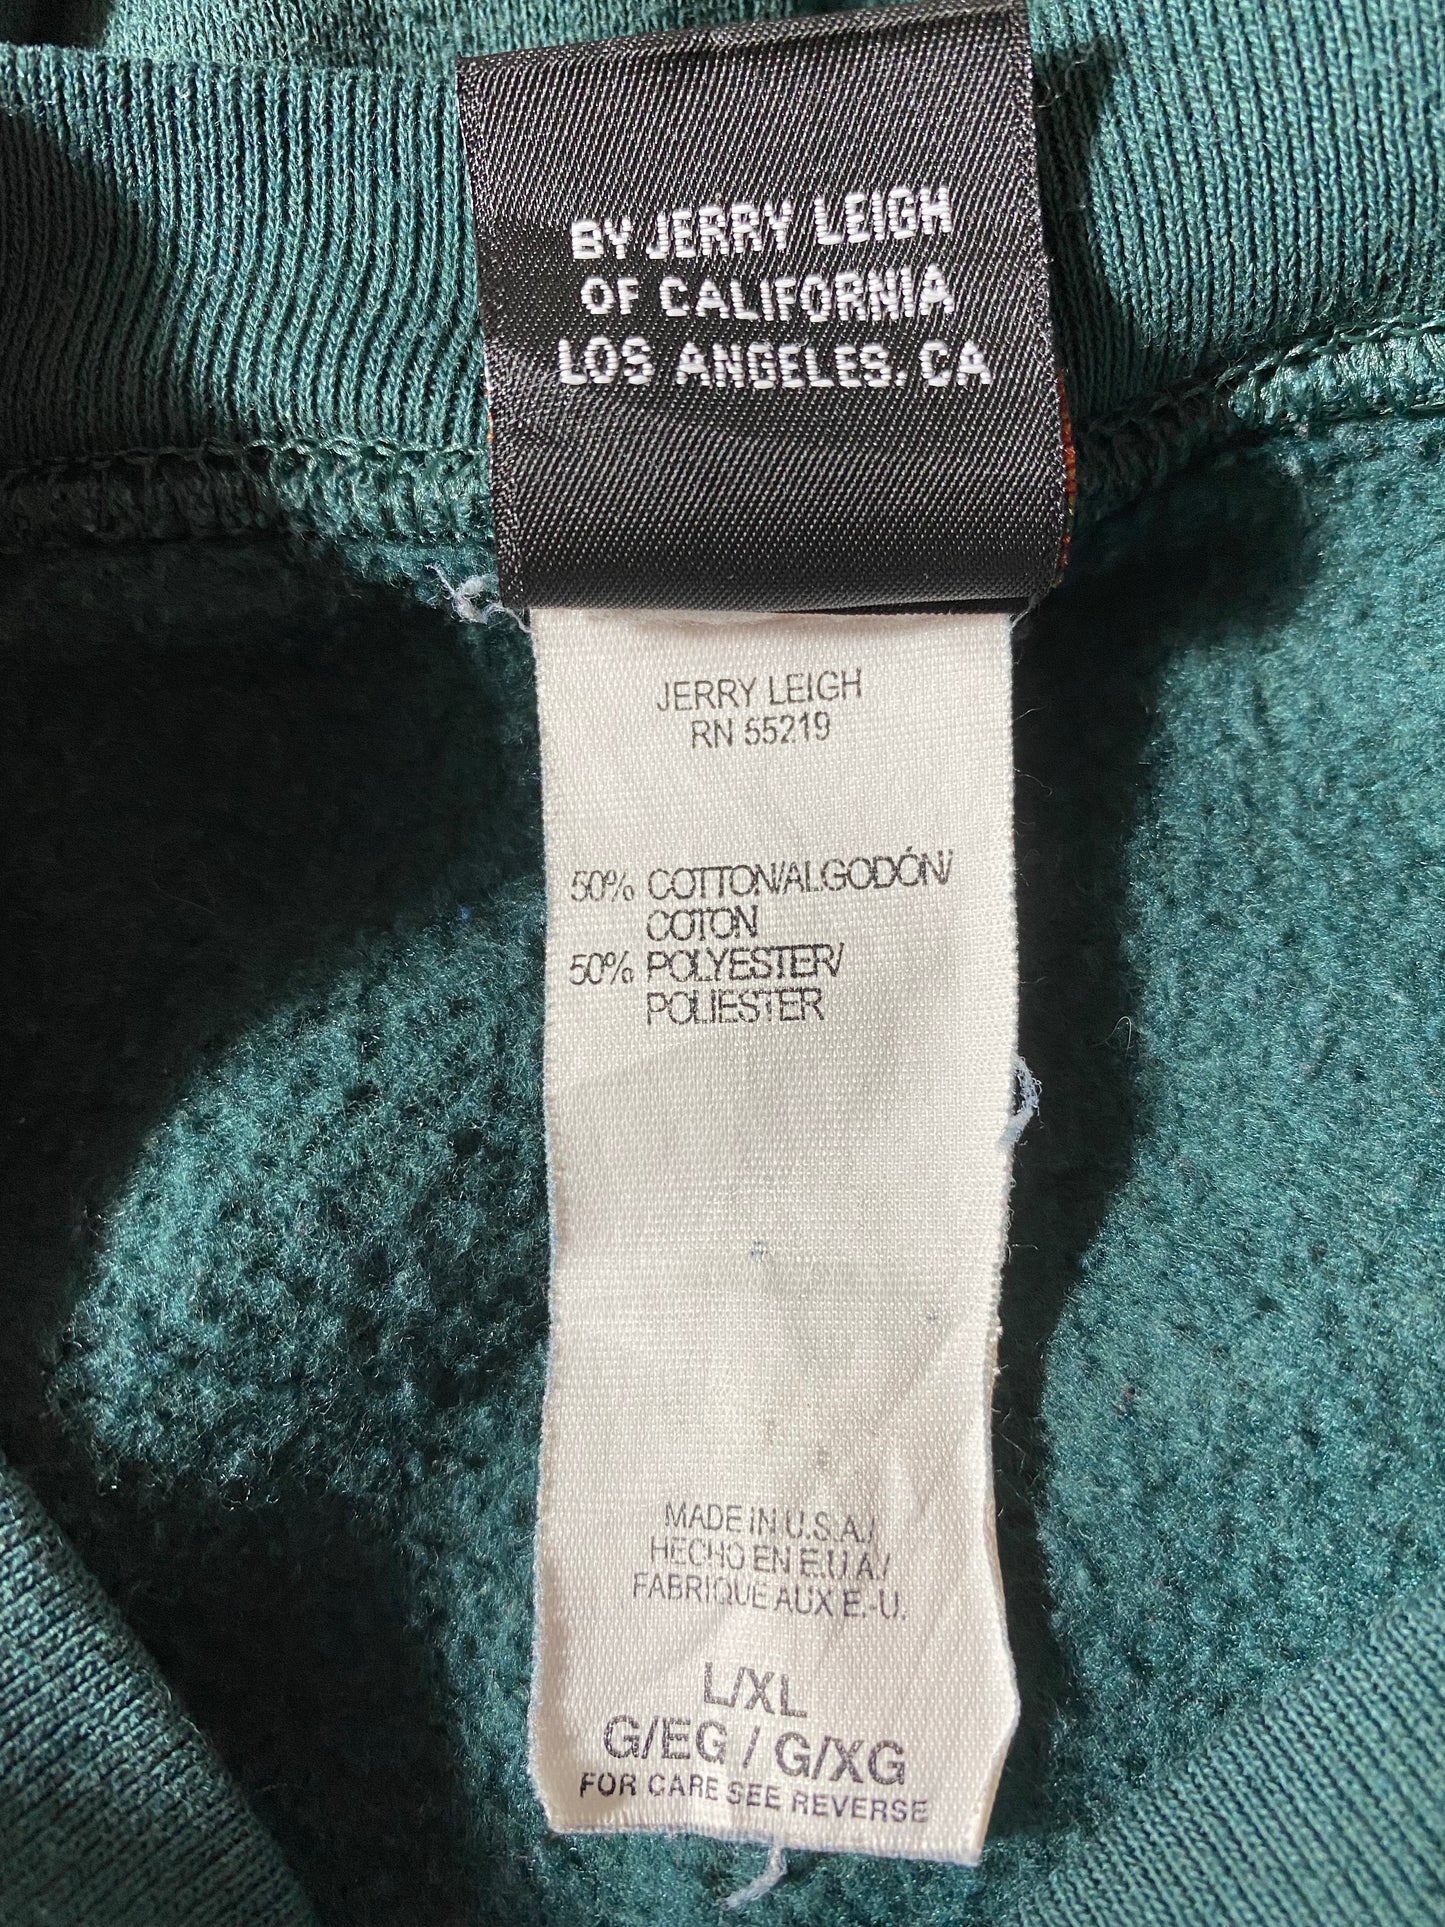 BY JERRY LEIGH
OF CALIFORNIA
LOS ANGELES, CA
JERRY LEIGH
RN 55219
50% COTTON/ALGODÓN/
COTON
50% POLYESTER/
POLIESTER
MADE IN U.S.A./
HECHO EN E.U.A./
FABRIQUE AUX E.-U.
L/XL
G/EG / G/XG
FOR CARE SEE REVERSE